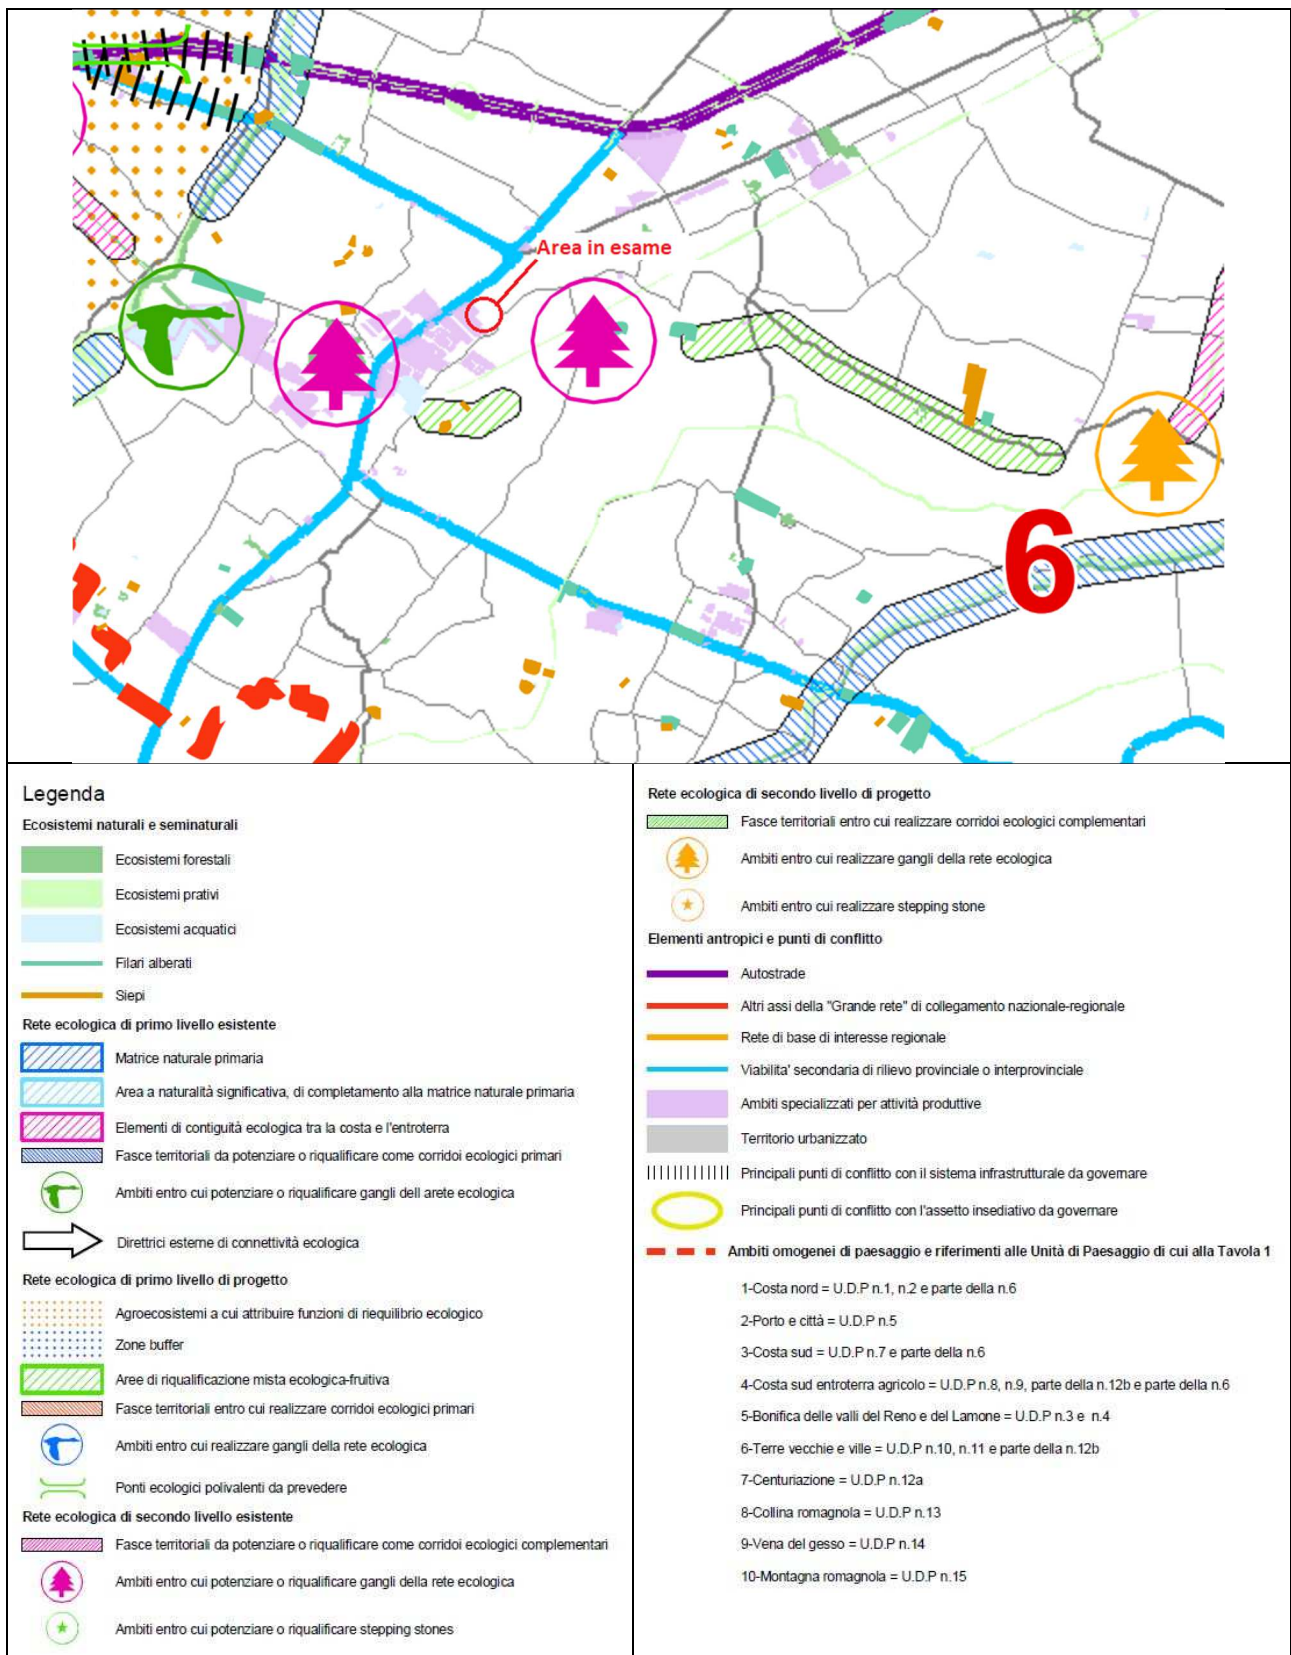 Area in esame
6
Legenda
Ecosistemi naturali e seminaturali
Ecosistemi forestali
Ecosistemi prativi
Ecosistemi acquatici
Filari alberati
Siepi
Rete ecologica di primo livello esistente
Matrice naturale primaria
Area a naturalità significativa, di completamento alla matrice naturale primaria
Elementi di contiguità ecologica tra la costa e l'entroterra
Fasce territoriali da potenziare o riqualificare come corridoi ecologici primari
Ambiti entro cui potenziare o riqualificare gangli dell arete ecologica
Direttrici esterne di connettività ecologica
Rete ecologica di primo livello di progetto
Agroecosistemi a cui attribuire funzioni di riequilibrio ecologico
Zone buffer
Aree di riqualificazione mista ecologica-fruitiva
Fasce territoriali entro cui realizzare corridoi ecologici primari
Ambiti entro cui realizzare gangli della rete ecologica
Ponti ecologici polivalenti da prevedere
Rete ecologica di secondo livello esistente
Fasce territoriali da potenziare o riqualificare come corridoi ecologici complementari
Ambiti entro cui potenziare o riqualificare gangli della rete ecologica
Ambiti entro cui potenziare o riqualificare stepping stones
Rete ecologica di secondo livello di progetto
Fasce territoriali entro cui realizzare corridoi ecologici complementari
Ambiti entro cui realizzare gangli della rete ecologica
Ambiti entro cui realizzare stepping stone
Elementi antropici e punti di conflitto
Autostrade
Altri assi della "Grande rete" di collegamento nazionale-regionale
Rete di base di interesse regionale
Viabilita' secondaria di rilievo provinciale o interprovinciale
Ambiti specializzati per attività produttive
Territorio urbanizzato
Principali punti di conflitto con il sistema infrastrutturale da governare
Principali punti di conflitto con l'assetto insediativo da governare
Ambiti omogenei di paesaggio e riferimenti alle Unità di Paesaggio di cui alla Tavola 1
1-Costa nord = U.D.P n.1, n.2 e parte della n.6
2-Porto e città = U.D.P n.5
3-Costa sud = U.D.P n.7 e parte della n.6
4-Costa sud entroterra agricolo = U.D.P n.8, n.9, parte della n.12b e parte della n.6
5-Bonifica delle valli del Reno e del Lamone = U.D.P n.3 e n.4
6-Terre vecchie e ville = U.D.P n.10, n.11 e parte della n.12b
7-Centuriazione = U.D.P n.12a
8-Collina romagnola = U.D.P n.13
9-Vena del gesso = U.D.P n.14
10-Montagna romagnola = U.D.P n.15